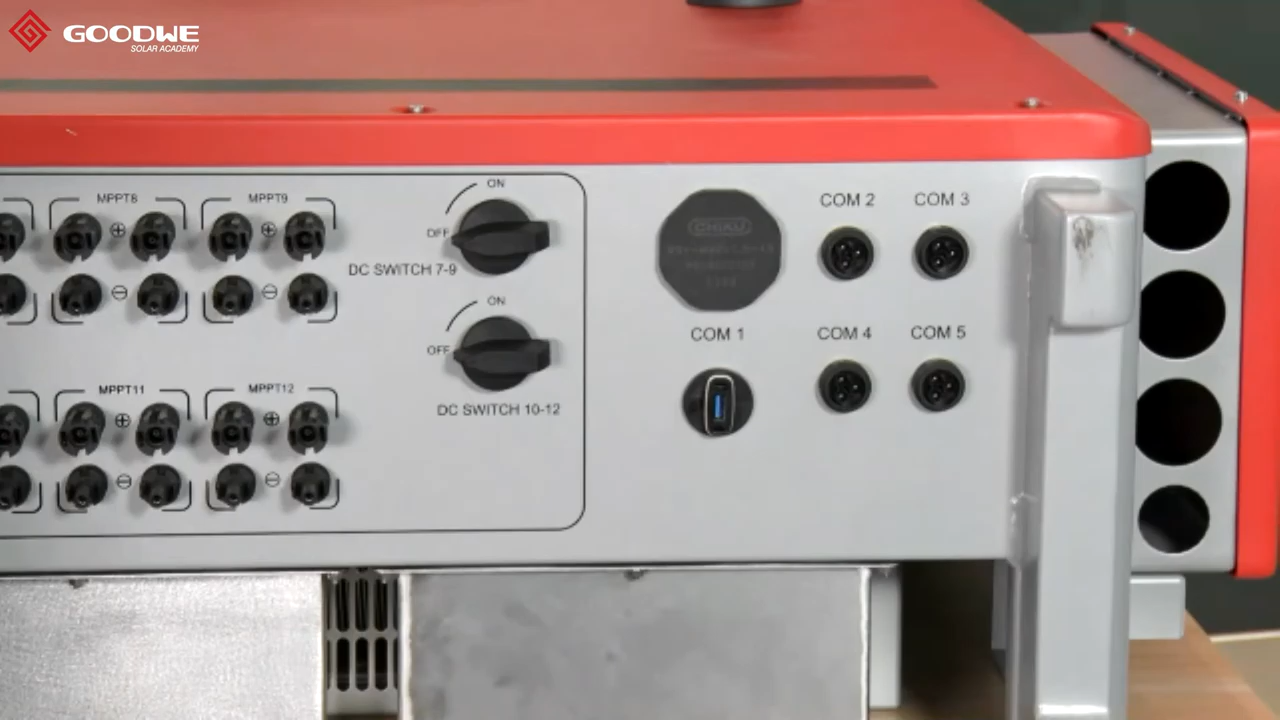 GOODWE
SOLAR ACADEMY
MPPT8
MPPT9
ON
OFF
DC SWITCH 7-9
ON
OFF
DC SWITCH 10-12
MPPT11
MPPT12
CHIKU
COM 2
COM 3
COM 1
COM 4
COM 5